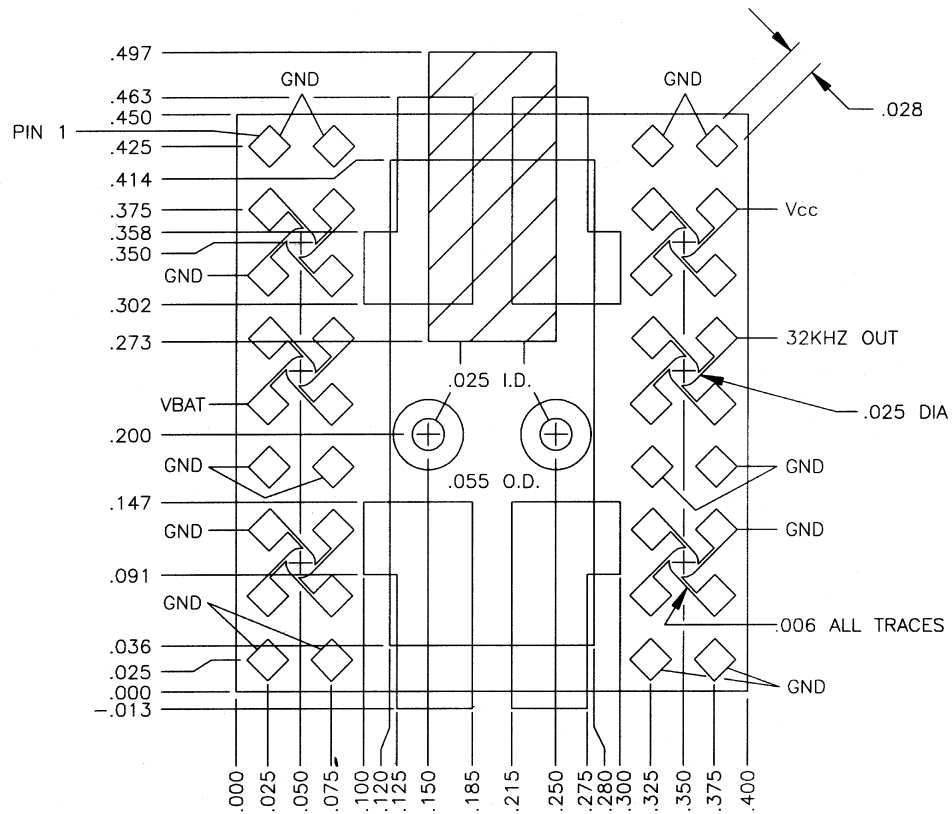 .497
GND
GND
.463
.450
.028
PIN 1
.425
.414
.375
Vcc
.358
.350
GND
.302
.273
32KHZ OUT
.025 I.D.
VBAT
.025 DIA
.200
GND
GND
.055 O.D.
.147
GND
GND
.091
GND
.006 ALL TRACES
.036
.025
GND
.000
-.013
.000
.025
.050
.075
.100
.120
.125
.150
.185
.215
.250
.275
.280
.300
.325
.350
.375
.400